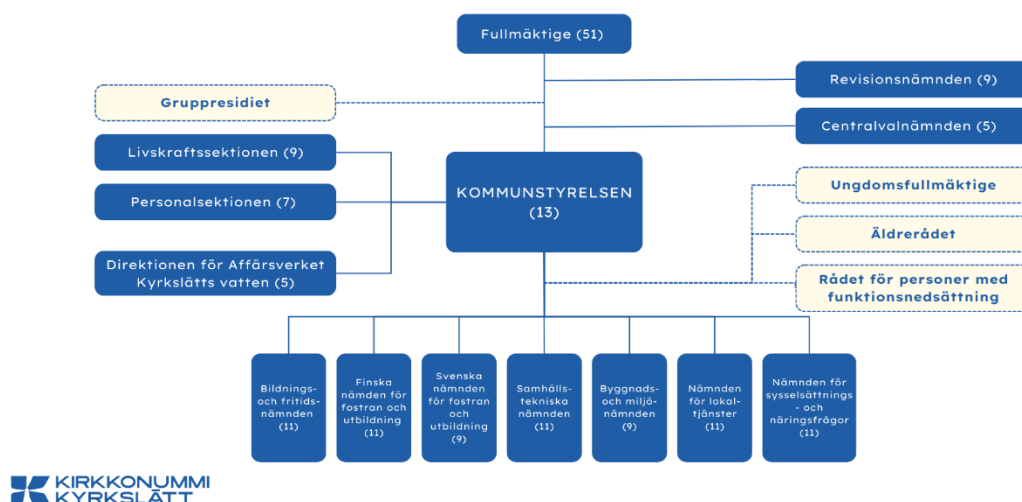 Fullmäktige (51)
Revisionsnämnden (9)
Gruppresidiet
Centralvalnämnden (5)
Livskraftssektionen (9)
KOMMUNSTYRELSEN
(13)
Ungdomsfullmäktige
Personalsektionen (7)
Äldrerådet
Direktionen för Affärsverket
Kyrkslätts vatten (5)
Rådet för personer med
funktionsnedsättning
Bildnings-
och fritids-
nämnden
(11)
Finska
nämden för
fostran och
utbildning
(11)
Svenska
nämnden för
fostran och
utbildning
(9)
Samhälls-
tekniska
nämnden
(11)
Byggnads-
och miljö-
nämnden
(9)
Nämnden
för lokal-
tjänster
(11)
Nämnden för
sysselsättnings
- och
näringsfrågor
(11)
KIRKKONUMMI
KYRKSLÄTT